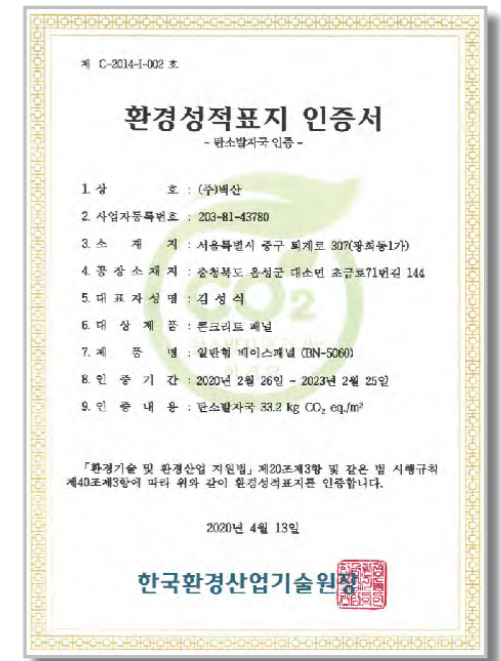 제 C-2014-I-002 호
환경성적표지 인증서
- 탄소발자국 인증 -
1. 상 호 : (주)벽산
2. 사업자등록번호 : 203-81-43780
3. 소 재 지 : 서울특별시 중구 퇴계로 307(광희동1가)
4. 공 장 소 재 지 : 충청북도 음성군 대소면 초금로71번길 144
5. 대 표 자 성 명 : 김성식
6. 대 상 제 품 : 콘크리트 패널
7. 제 품 명 : 일반형 베이스패널 (BN-5060)
8. 인 증 기 간 : 2020년 2월 26일 ~ 2023년 2월 25일
9. 인 증 내 용 : 탄소발자국 33.2 kg CO₂ eq./m²
CO2
「환경기술 및 환경산업 지원법」 제20조제3항 및 같은 법 시행규칙
제40조제3항에 따라 위와 같이 환경성적표지를 인증합니다.
2020년 4월 13일
한국환경산업기술원장